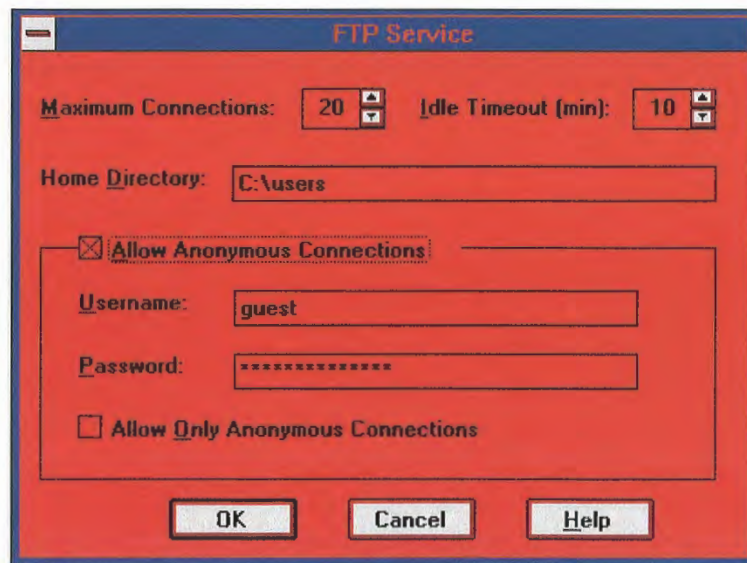 FTP Service
Maximum Connections: 20 Idle Timeout (min): 10
Home Directory: C:\users
Allow Anonymous Connections
Username: guest
Password: **************
Allow Only Anonymous Connections
OK Cancel Help